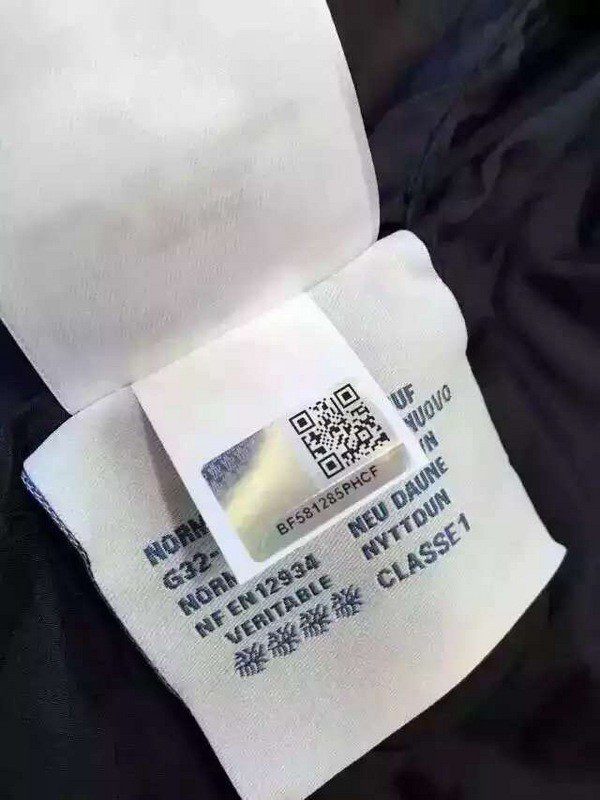 BF581285PHCF
NORM
G32-
NORM
NF EN 12934
VERITABLE
UF
NUOVO
NEU DAUNE
NYTTDUN
CLASSE1